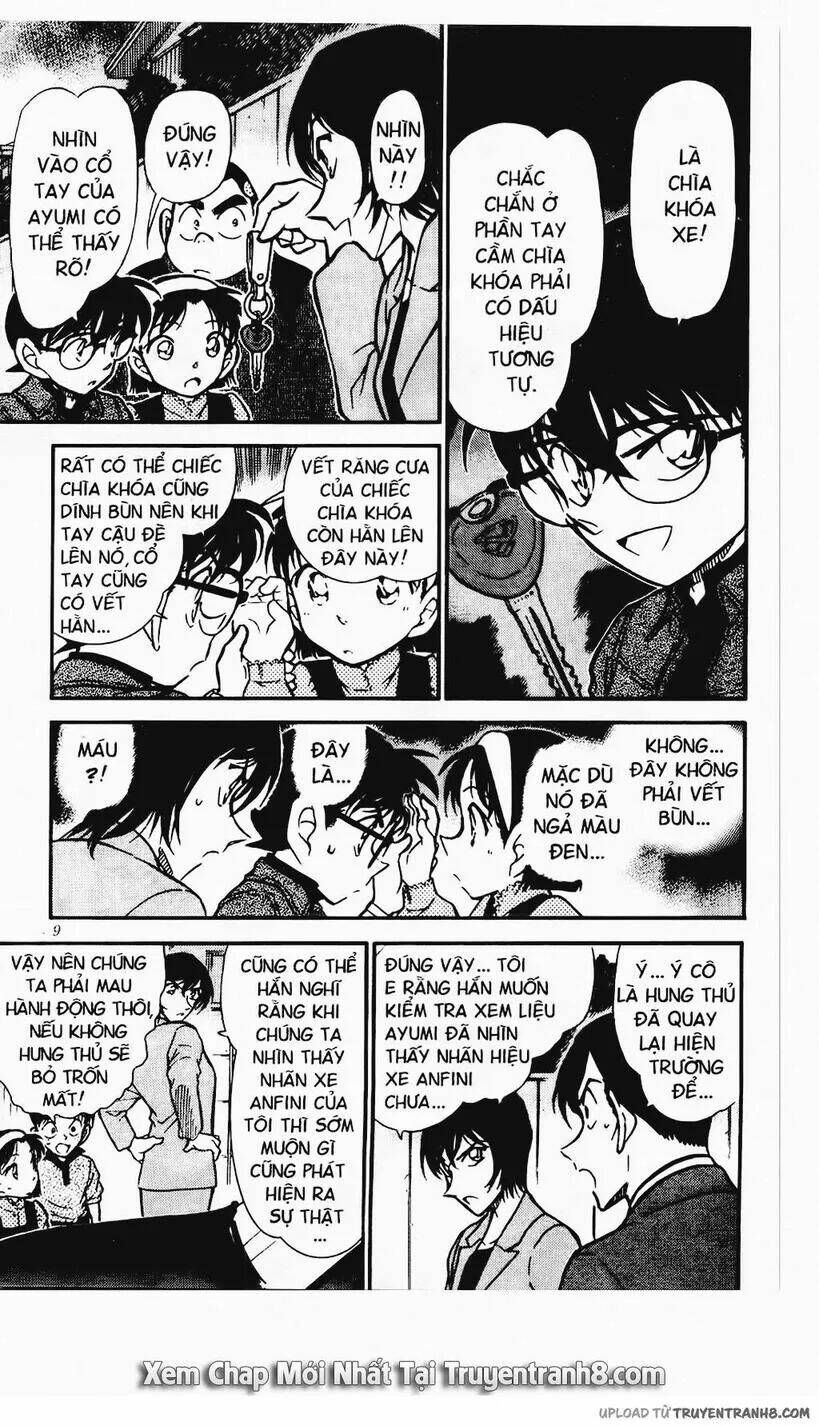 LÀ
CHÌA
KHÓA
XE!
CHẮC
CHẮN Ở
PHẦN TAY
CẦM CHÌA
KHÓA PHẢI
CÓ DẤU
HIỆU
TƯƠNG
TỰ.
NHÌN
NÀY
!!
ĐÚNG
VẬY!
NHÌN
VÀO CỔ
TAY CỦA
AYUMI CÓ
THỂ THẤY
RÕ!
VẾT RĂNG CƯA
CỦA CHIẾC
CHÌA KHÓA
CÒN HẰN LÊN
ĐÂY NÀY!
RẤT CÓ THỂ CHIẾC
CHÌA KHÓA CŨNG
DÍNH BÙN NÊN KHI
TAY CẬU ĐÈ
LÊN NÓ, CỔ
TAY CŨNG
CÓ VẾT
HẰN...
KHÔNG...
ĐÂY KHÔNG
PHẢI VẾT
BÙN...
MẶC DÙ
NÓ ĐÃ
NGẢ MÀU
ĐEN...
ĐÂY
LÀ...
MÁU
?!
9
Ý... Ý CÔ
LÀ HUNG THỦ
ĐÃ QUAY
LẠI HIỆN
TRƯỜNG
ĐỂ...
ĐÚNG VẬY... TÔI
E RẰNG HẮN MUỐN
KIỂM TRA XEM LIỆU
AYUMI ĐÃ NHÌN
THẤY NHÃN HIỆU
XE ANFINI
CHƯA...
CŨNG CÓ THỂ
HẮN NGHĨ
RẰNG KHI
CHÚNG TA
NHÌN THẤY
NHÃN XE
ANFINI CỦA
TÔI THÌ SỚM
MUỘN GÌ
CŨNG PHÁT
HIỆN RA
SỰ THẬT
...
VẬY NÊN CHÚNG
TA PHẢI MAU
HÀNH ĐỘNG THÔI,
NẾU KHÔNG
HUNG THỦ SẼ
BỎ TRỐN
MẤT!
Xem Chap Mới Nhất Tại Truyentranh8.com
UPLOAD TỪ TRUYENTRANH8.COM